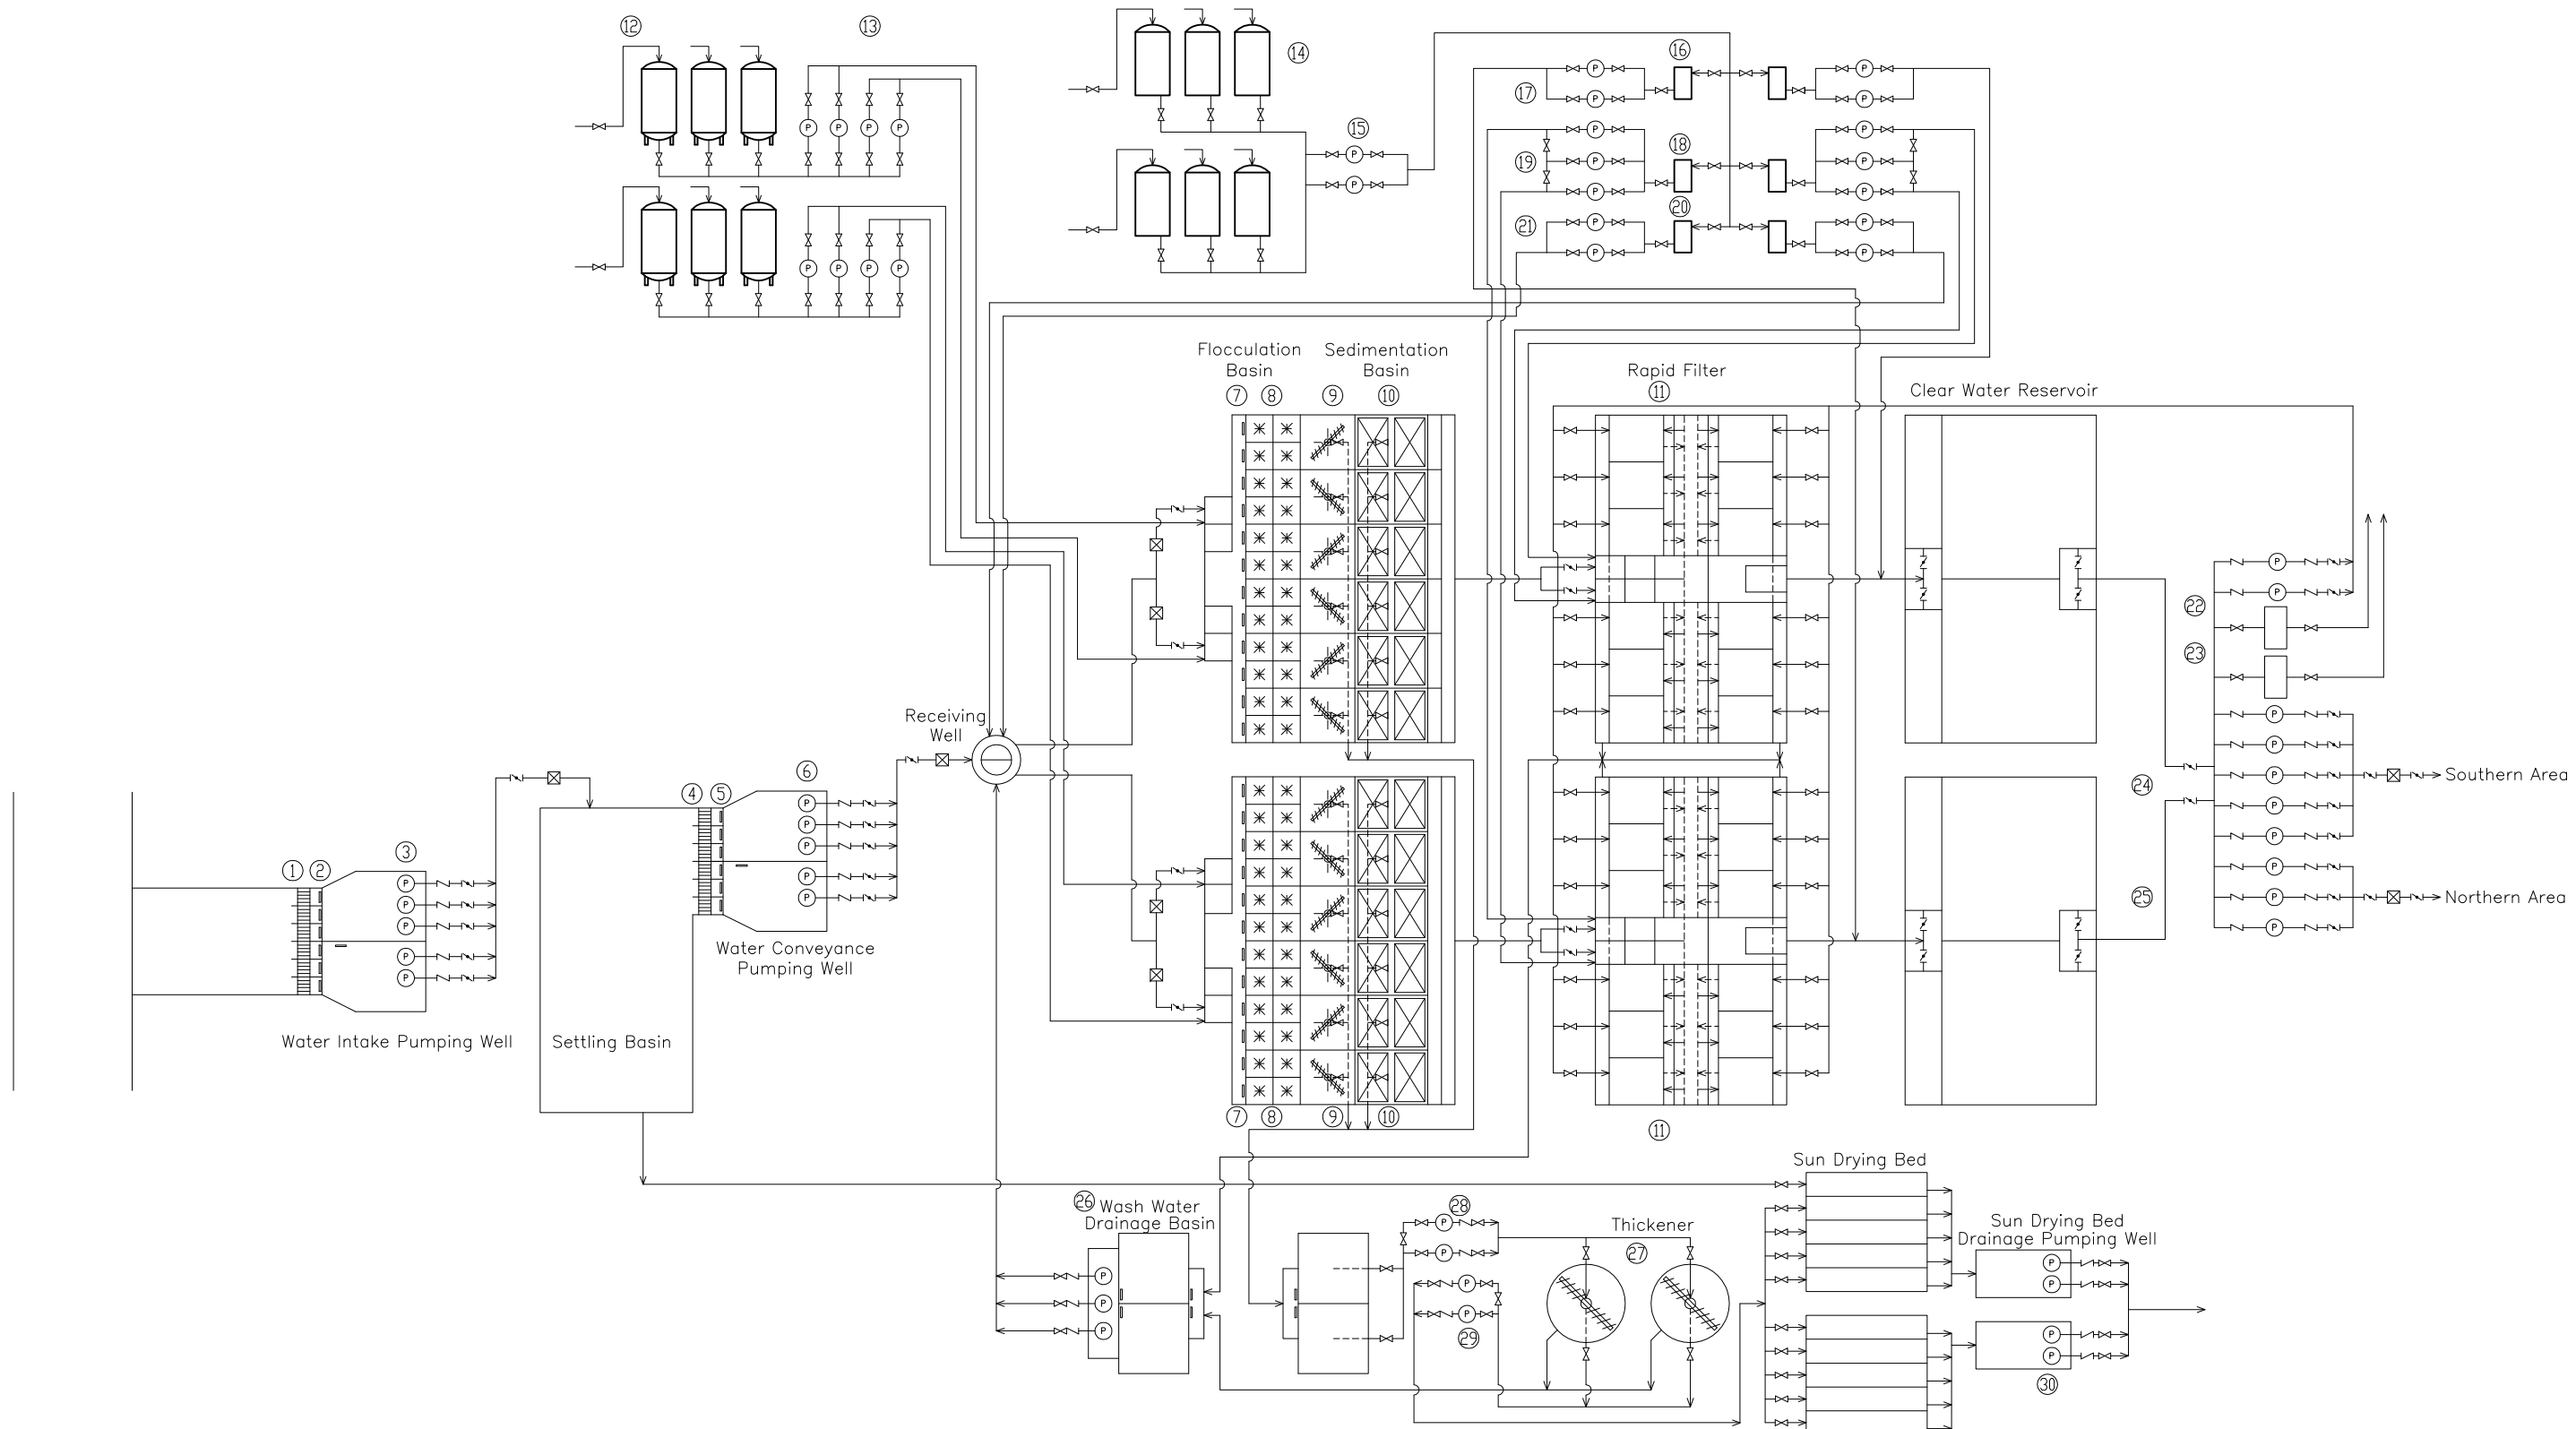 ⑫
⑬
⑭
⑮
⑯
⑰
⑱
⑲
⑳
㉑
P P P P
P P P P
P
P
P P
P P
P P
P P
P P
P P
P P
Flocculation
Basin
Sedimentation
Basin
⑦ ⑧ ⑨ ⑩
Rapid Filter
⑪
Clear Water Reservoir
P
P
㉒
㉓
P
P
P
P
P
㉔
Southern Area
P
P
P
㉕
Northern Area
Receiving
Well
① ② ③
P
P
P
P
P
Water Intake Pumping Well
④ ⑤ ⑥
P
P
P
P
P
Water Conveyance
Pumping Well
Settling Basin
⑦ ⑧ ⑨ ⑩
⑪
㉖
Wash Water
Drainage Basin
P
P
P
㉘
P
P
P
P
㉙
Thickener
㉗
Sun Drying Bed
Sun Drying Bed
Drainage Pumping Well
P
P
P
P
㉚